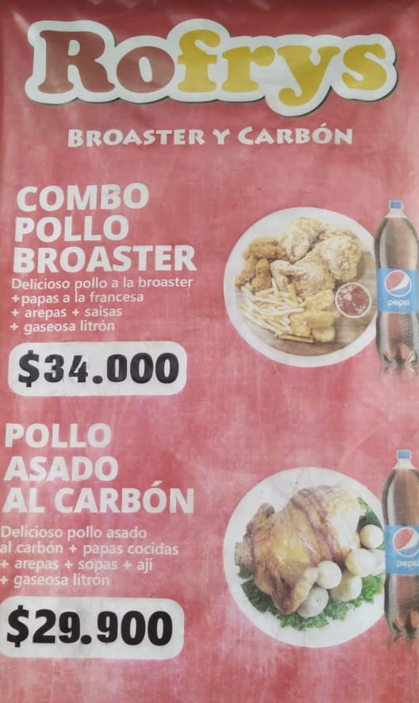 Rofrys
BROASTER Y CARBÓN
COMBO
POLLO
BROASTER
Delicioso pollo a la broaster
+papas a la francesa
+ arepas + salsas
+ gaseosa litrón
$34.000
pepsi
POLLO
ASADO
AL CARBÓN
Delicioso pollo asado
al carbón + papas cocidas
+ arepas + sopas + ají
+ gaseosa litrón
$29.900
pepsi